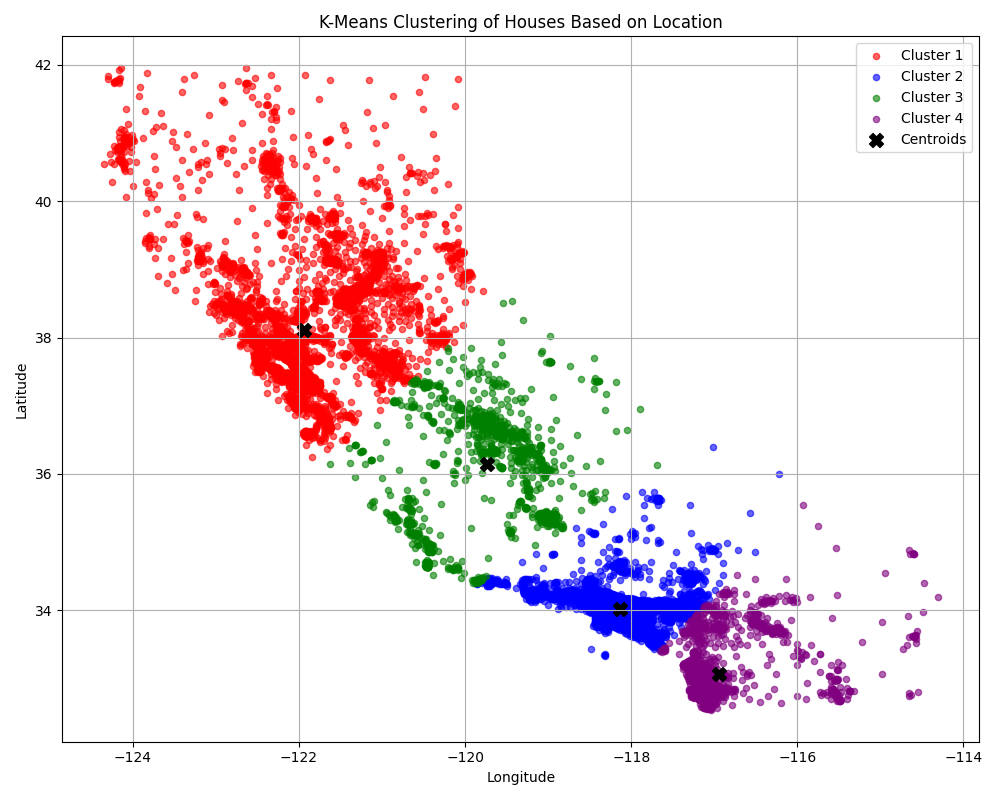 K-Means Clustering of Houses Based on Location
Cluster 1
Cluster 2
Cluster 3
Cluster 4
Centroids
42
40
38
36
34
Latitude
−124
−122
−120
−118
−116
−114
Longitude